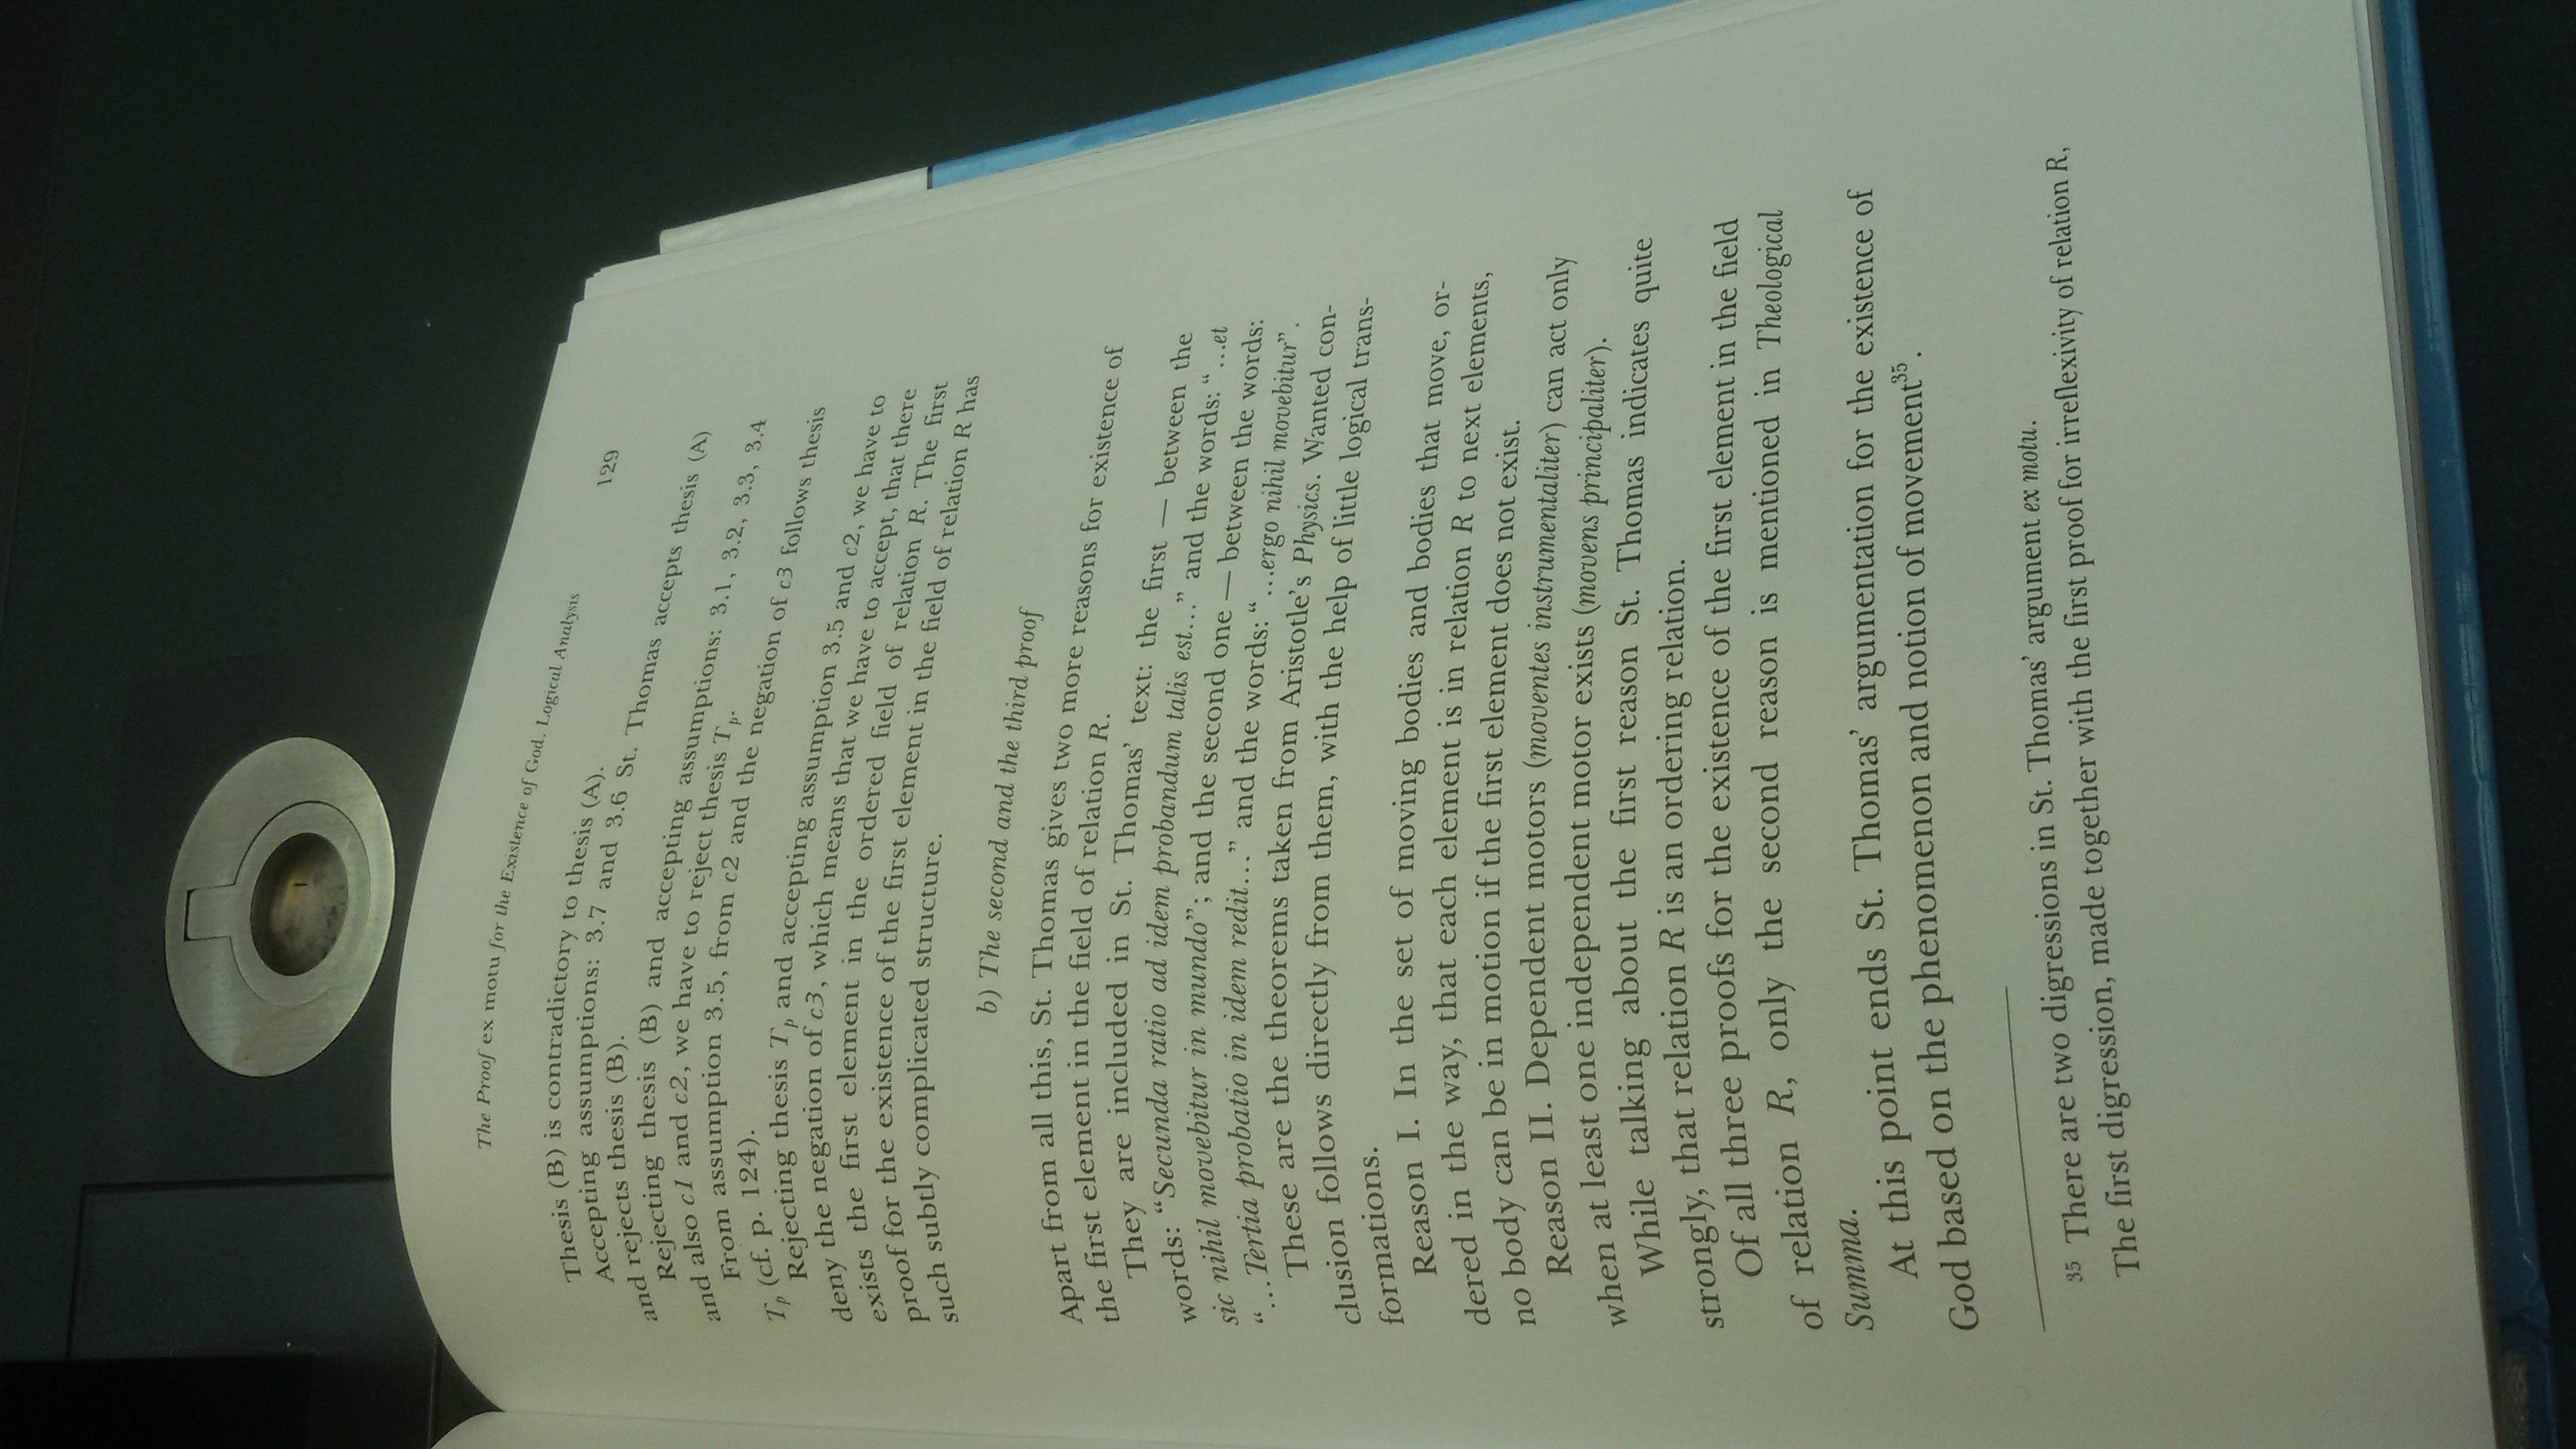 The Proof ex motu for the Existence of God. Logical Analysis 129
Thesis (B) is contradictory to thesis (A).
Accepting assumptions: 3.7 and 3.6 St. Thomas accepts thesis (A)
and rejects thesis (B).
Rejecting thesis (B) and accepting assumptions: 3.1, 3.2, 3.3, 3.4
and also c1 and c2, we have to reject thesis Tp.
From assumption 3.5, from c2 and the negation of c3 follows thesis
Tp (cf. p. 124).
Rejecting thesis Tp and accepting assumption 3.5 and c2, we have to
deny the negation of c3, which means that we have to accept, that there
exists the first element in the ordered field of relation R. The first
proof for the existence of the first element in the field of relation R has
such subtly complicated structure.
b) The second and the third proof
Apart from all this, St. Thomas gives two more reasons for existence of
the first element in the field of relation R.
They are included in St. Thomas' text: the first — between the
words: “Secunda ratio ad idem probandum talis est…” and the words: “…et
sic nihil movebitur in mundo”; and the second one — between the words:
“…Tertia probatio in idem redit…” and the words: “…ergo nihil movebitur”.
These are the theorems taken from Aristotle's Physics. Wanted con-
clusion follows directly from them, with the help of little logical trans-
formations.
Reason I. In the set of moving bodies and bodies that move, or-
dered in the way, that each element is in relation R to next elements,
no body can be in motion if the first element does not exist.
Reason II. Dependent motors (moventes instrumentaliter) can act only
when at least one independent motor exists (movens principaliter).
While talking about the first reason St. Thomas indicates quite
strongly, that relation R is an ordering relation.
Of all three proofs for the existence of the first element in the field
of relation R, only the second reason is mentioned in Theological
Summa.
At this point ends St. Thomas' argumentation for the existence of
God based on the phenomenon and notion of movement35.
35 There are two digressions in St. Thomas' argument ex motu.
The first digression, made together with the first proof for irreflexivity of relation R,